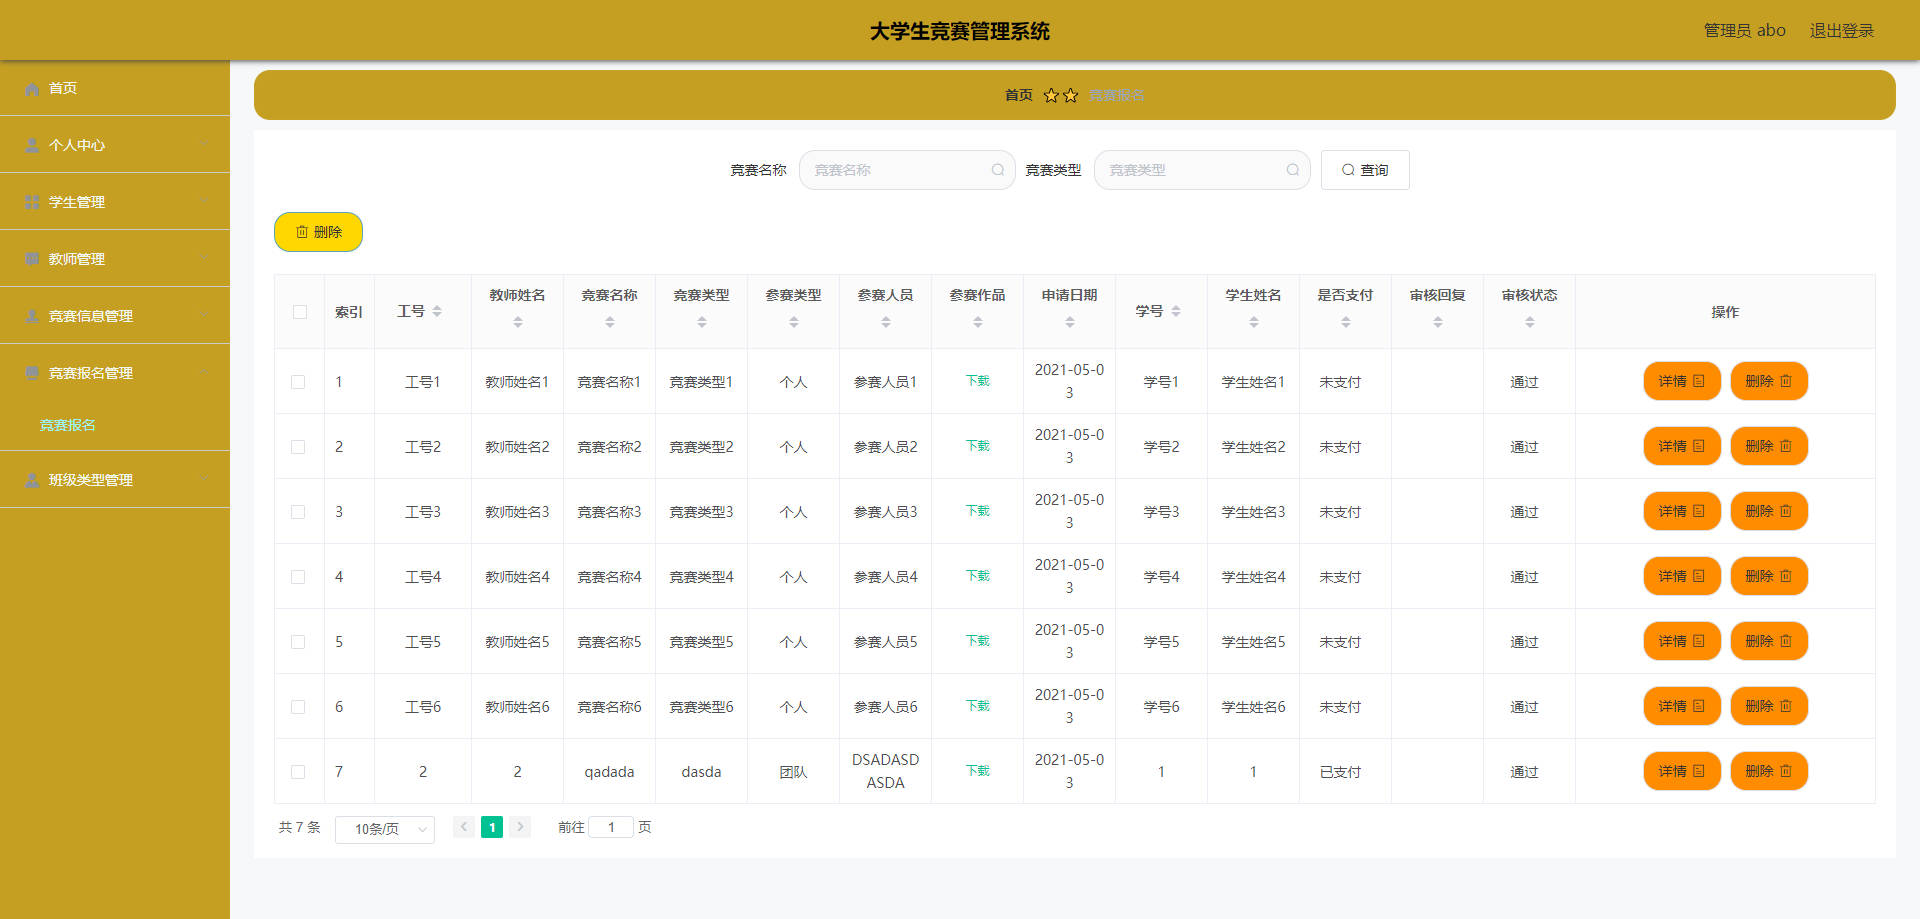 大学生竞赛管理系统
管理员 abo 退出登录
首页
个人中心
学生管理
教师管理
竞赛信息管理
竞赛报名管理
竞赛报名
班级类型管理
首页 竞赛报名
竞赛名称 竞赛名称 竞赛类型 竞赛类型 查询
删除
索引 工号 教师姓名 竞赛名称 竞赛类型 参赛类型 参赛人员 参赛作品 申请日期 学号 学生姓名 是否支付 审核回复 审核状态 操作
1 工号1 教师姓名1 竞赛名称1 竞赛类型1 个人 参赛人员1 下载 2021-05-0 学号1 学生姓名1 未支付 通过 详情 删除
3
2 工号2 教师姓名2 竞赛名称2 竞赛类型2 个人 参赛人员2 下载 2021-05-0 学号2 学生姓名2 未支付 通过 详情 删除
3
3 工号3 教师姓名3 竞赛名称3 竞赛类型3 个人 参赛人员3 下载 2021-05-0 学号3 学生姓名3 未支付 通过 详情 删除
3
4 工号4 教师姓名4 竞赛名称4 竞赛类型4 个人 参赛人员4 下载 2021-05-0 学号4 学生姓名4 未支付 通过 详情 删除
3
5 工号5 教师姓名5 竞赛名称5 竞赛类型5 个人 参赛人员5 下载 2021-05-0 学号5 学生姓名5 未支付 通过 详情 删除
3
6 工号6 教师姓名6 竞赛名称6 竞赛类型6 个人 参赛人员6 下载 2021-05-0 学号6 学生姓名6 未支付 通过 详情 删除
3
7 2 2 qadada dasda 团队 DSADASD 下载 2021-05-0 1 1 已支付 通过 详情 删除
ASDA 3
共 7 条 10条/页 1 前往 1 页